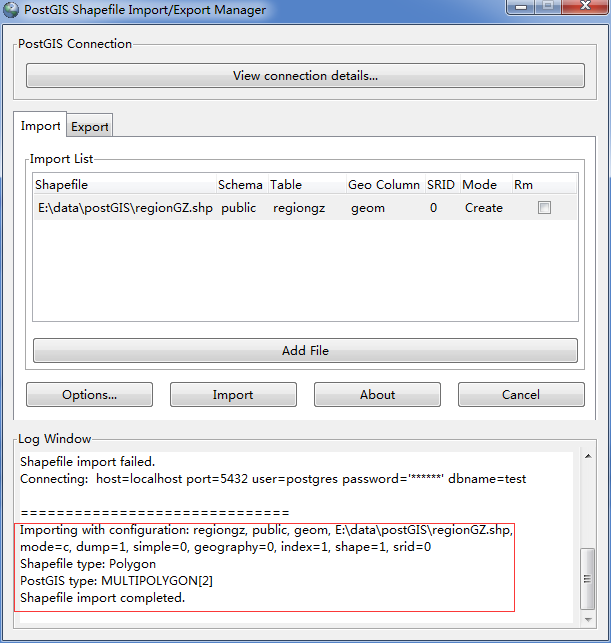 PostGIS Shapefile Import/Export Manager
PostGIS Connection
View connection details...
Import Export
Import List
Shapefile Schema Table Geo Column SRID Mode Rm
E:\data\postGIS\regionGZ.shp public regiongz geom 0 Create
Add File
Options... Import About Cancel
Log Window
Shapefile import failed.
Connecting:  host=localhost port=5432 user=postgres password='******' dbname=test
==============================
Importing with configuration: regiongz, public, geom, E:\data\postGIS\regionGZ.shp,
mode=c, dump=1, simple=0, geography=0, index=1, shape=1, srid=0
Shapefile type: Polygon
PostGIS type: MULTIPOLYGON[2]
Shapefile import completed.